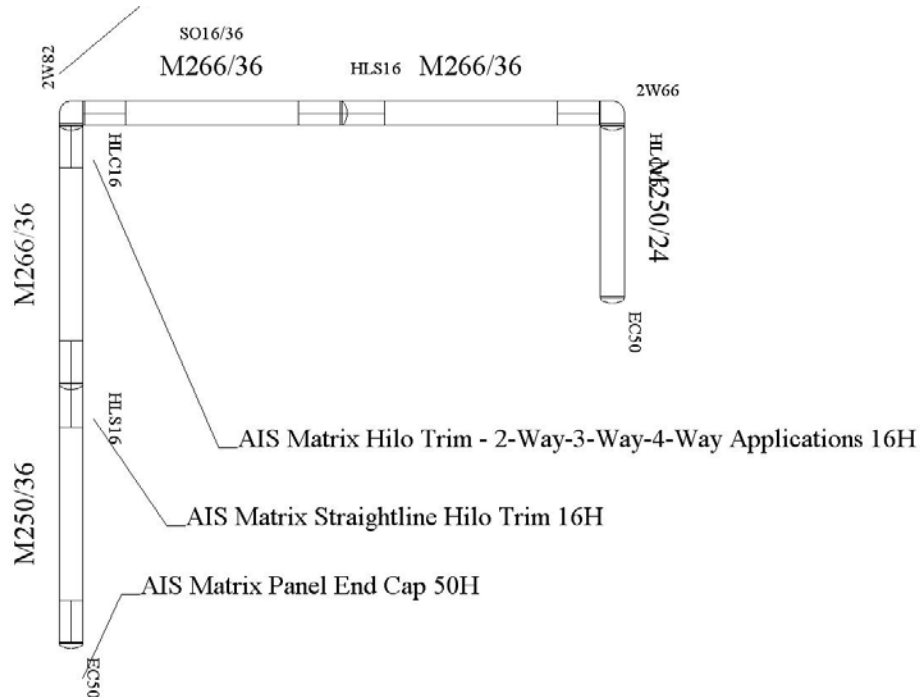 SO16/36
2W82
M266/36
HLS16
M266/36
2W66
HLC16
M250/24
HLC16
M266/36
EC50
HLS16
AIS Matrix Hilo Trim - 2-Way-3-Way-4-Way Applications 16H
M250/36
AIS Matrix Straightline Hilo Trim 16H
AIS Matrix Panel End Cap 50H
EC50